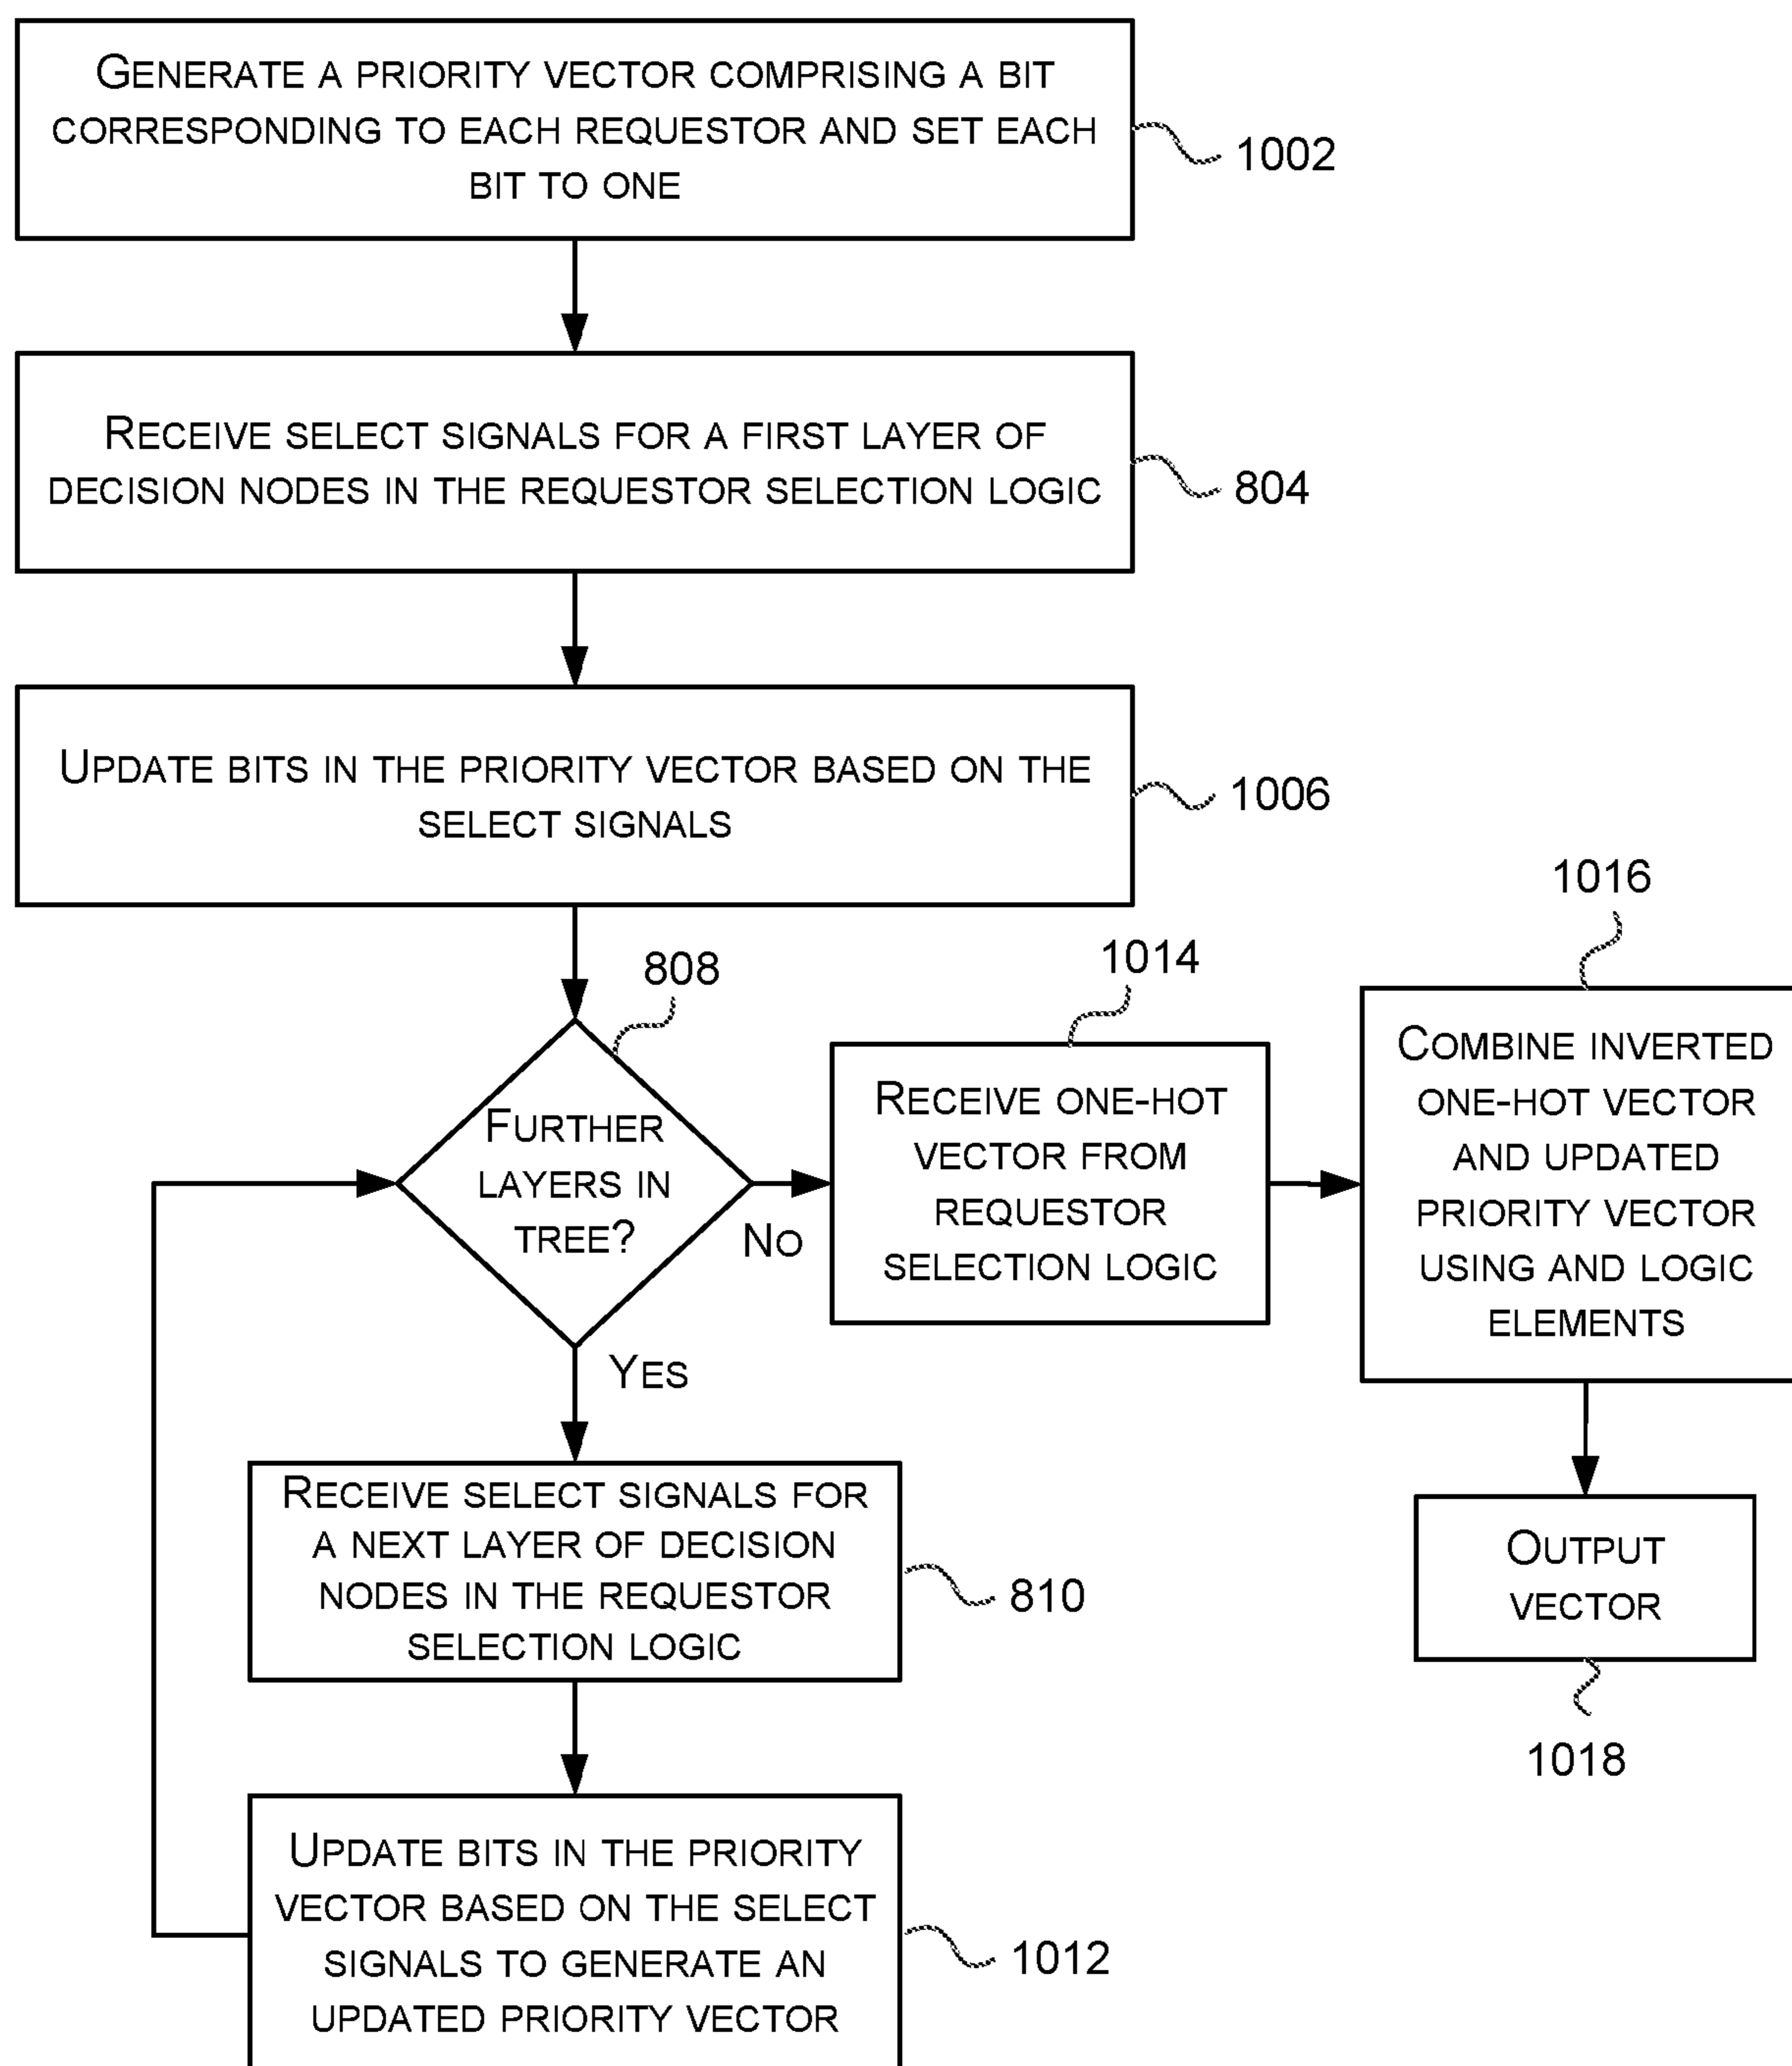 GENERATE A PRIORITY VECTOR COMPRISING A BIT
CORRESPONDING TO EACH REQUESTOR AND SET EACH
BIT TO ONE
1002
RECEIVE SELECT SIGNALS FOR A FIRST LAYER OF
DECISION NODES IN THE REQUESTOR SELECTION LOGIC
804
UPDATE BITS IN THE PRIORITY VECTOR BASED ON THE
SELECT SIGNALS
1006
808
FURTHER
LAYERS IN
TREE?
NO
YES
1014
RECEIVE ONE-HOT
VECTOR FROM
REQUESTOR
SELECTION LOGIC
1016
COMBINE INVERTED
ONE-HOT VECTOR
AND UPDATED
PRIORITY VECTOR
USING AND LOGIC
ELEMENTS
OUTPUT
VECTOR
1018
RECEIVE SELECT SIGNALS FOR
A NEXT LAYER OF DECISION
NODES IN THE REQUESTOR
SELECTION LOGIC
810
UPDATE BITS IN THE PRIORITY
VECTOR BASED ON THE SELECT
SIGNALS TO GENERATE AN
UPDATED PRIORITY VECTOR
1012